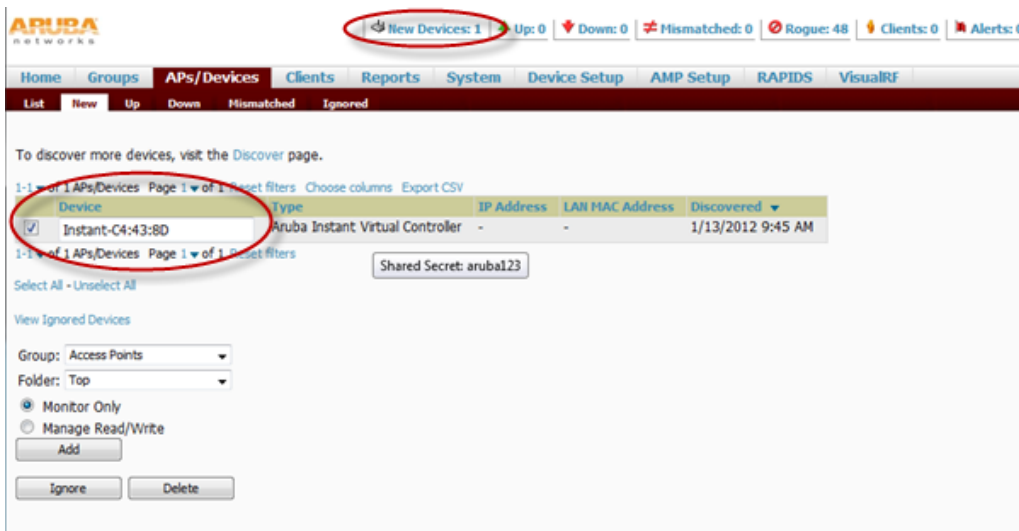 ARUBA
networks
New Devices: 1 Up: 0 Down: 0 Mismatched: 0 Rogue: 48 Clients: 0 Alerts:
Home Groups APs/Devices Clients Reports System Device Setup AMP Setup RAPIDS VisualRF
List New Up Down Mismatched Ignored
To discover more devices, visit the Discover page.
1-1 of 1 APs/Devices Page 1 of 1 Reset filters Choose columns Export CSV
Device Type IP Address LAN MAC Address Discovered
Instant-C4:43:8D Aruba Instant Virtual Controller - - 1/13/2012 9:45 AM
1-1 of 1 APs/Devices Page 1 of 1 Reset filters
Shared Secret: aruba123
Select All - Unselect All
View Ignored Devices
Group: Access Points
Folder: Top
Monitor Only
Manage Read/Write
Add
Ignore Delete